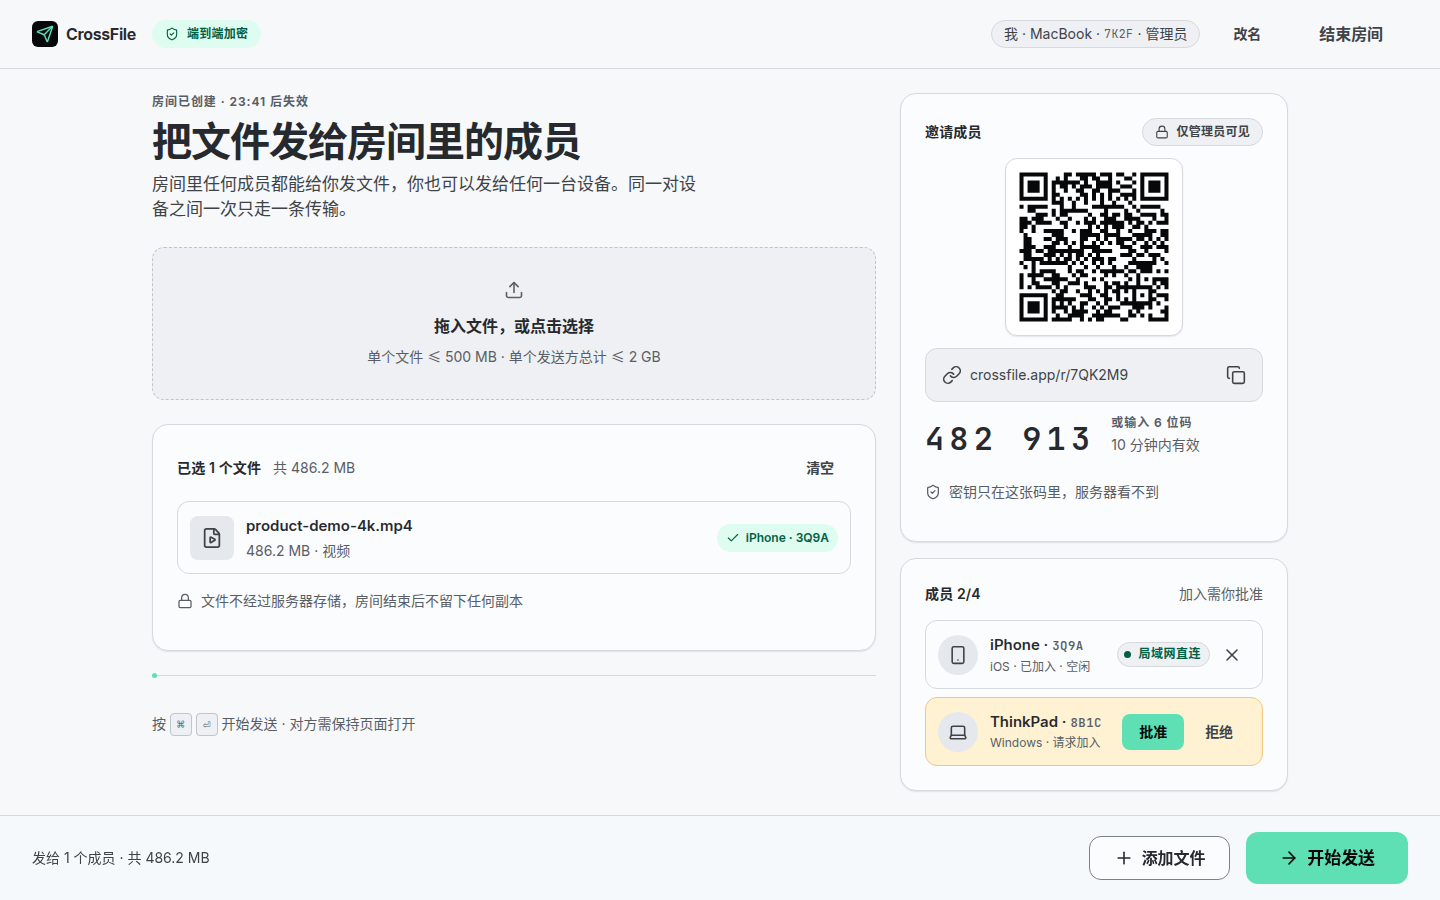 CrossFile
端到端加密
我 · MacBook · 7K2F · 管理员
改名
结束房间
房间已创建 · 23:41 后失效
把文件发给房间里的成员
房间里任何成员都能给你发文件，你也可以发给任何一台设备。同一对设
备之间一次只走一条传输。
拖入文件，或点击选择
单个文件 ≤ 500 MB · 单个发送方总计 ≤ 2 GB
已选 1 个文件 共 486.2 MB
清空
product-demo-4k.mp4
486.2 MB · 视频
iPhone · 3Q9A
文件不经过服务器存储，房间结束后不留下任何副本
按 ⌘ ⏎ 开始发送 · 对方需保持页面打开
邀请成员
仅管理员可见
crossfile.app/r/7QK2M9
482 913
或输入 6 位码
10 分钟内有效
密钥只在这张码里，服务器看不到
成员 2/4
加入需你批准
iPhone · 3Q9A
iOS · 已加入 · 空闲
局域网直连
ThinkPad · 8B1C
Windows · 请求加入
批准
拒绝
发给 1 个成员 · 共 486.2 MB
添加文件
开始发送